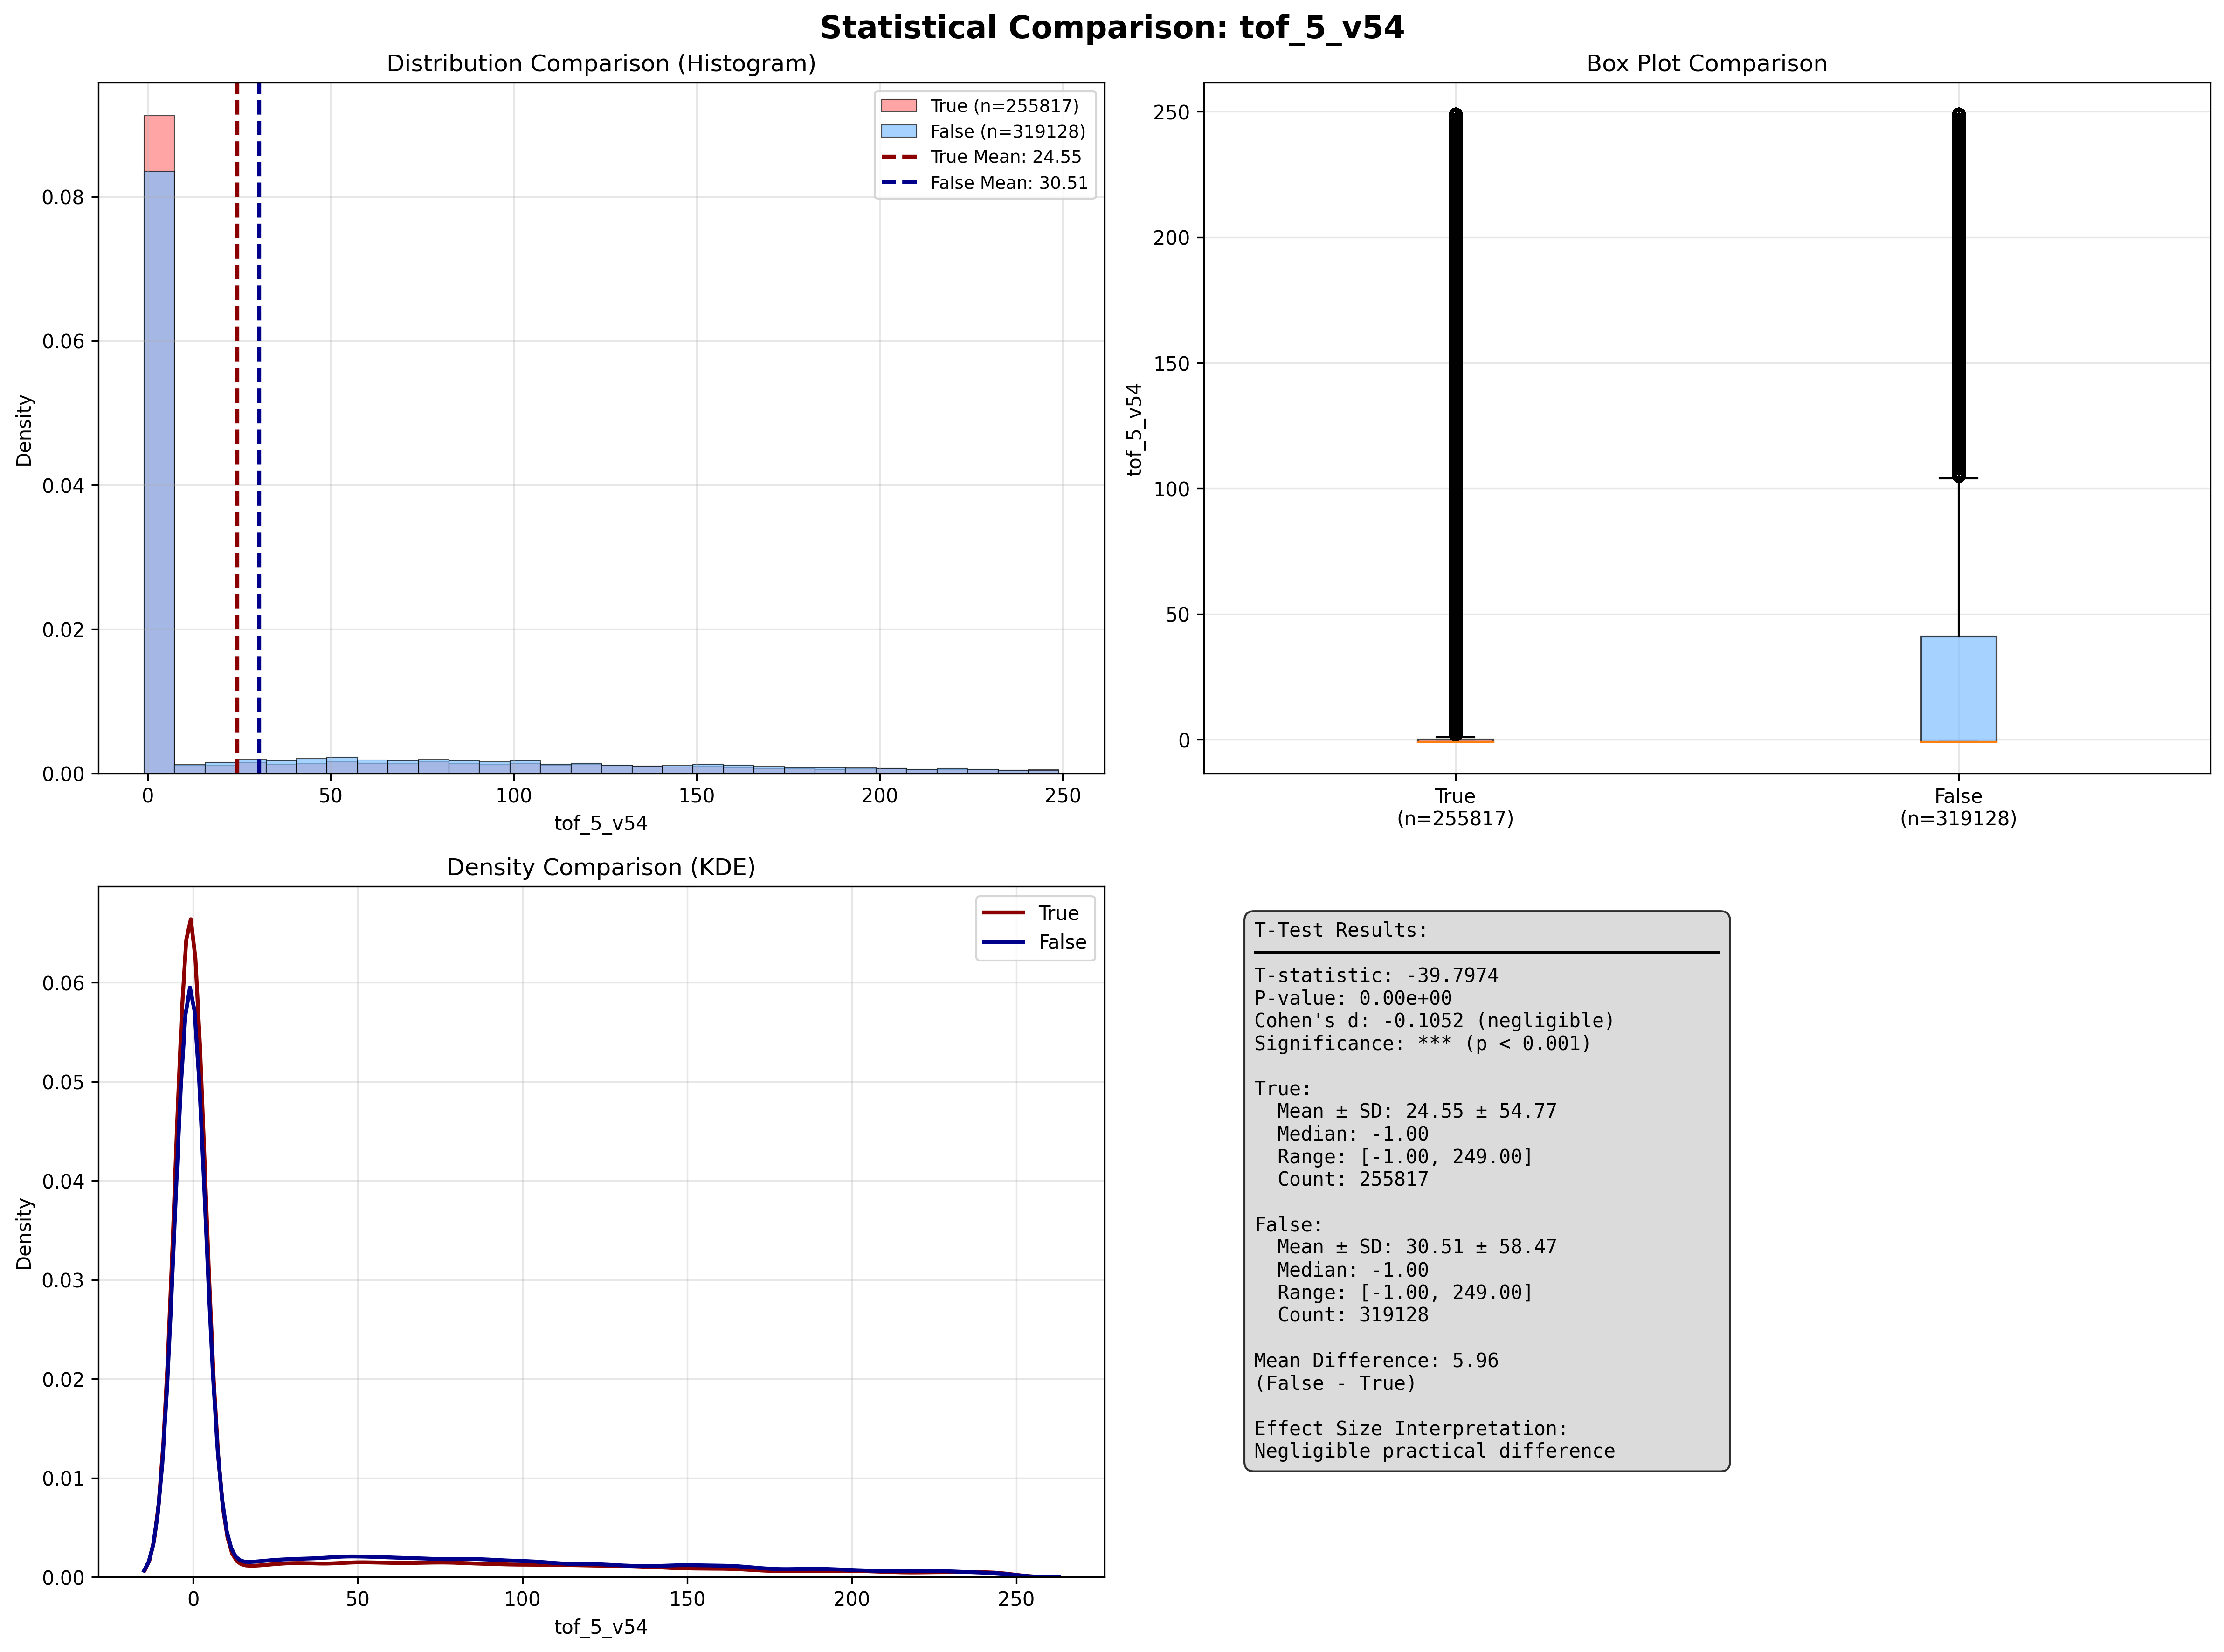 Statistical Comparison: tof_5_v54
Distribution Comparison (Histogram)
Density
0.08
0.06
0.04
0.02
0.00
0
50
100
150
200
250
tof_5_v54
True (n=255817)
False (n=319128)
True Mean: 24.55
False Mean: 30.51
Box Plot Comparison
tof_5_v54
250
200
150
100
50
0
True
(n=255817)
False
(n=319128)
Density Comparison (KDE)
Density
0.06
0.05
0.04
0.03
0.02
0.01
0.00
0
50
100
150
200
250
tof_5_v54
True
False
T-Test Results:
T-statistic: -39.7974
P-value: 0.00e+00
Cohen's d: -0.1052 (negligible)
Significance: *** (p < 0.001)
True:
Mean ± SD: 24.55 ± 54.77
Median: -1.00
Range: [-1.00, 249.00]
Count: 255817
False:
Mean ± SD: 30.51 ± 58.47
Median: -1.00
Range: [-1.00, 249.00]
Count: 319128
Mean Difference: 5.96
(False - True)
Effect Size Interpretation:
Negligible practical difference